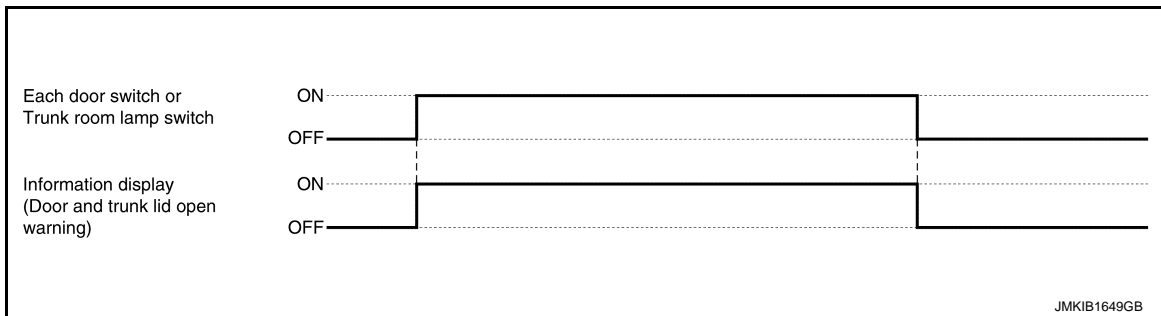 Each door switch or
Trunk room lamp switch
ON
OFF
Information display
(Door and trunk lid open
warning)
ON
OFF
JMKIB1649GB